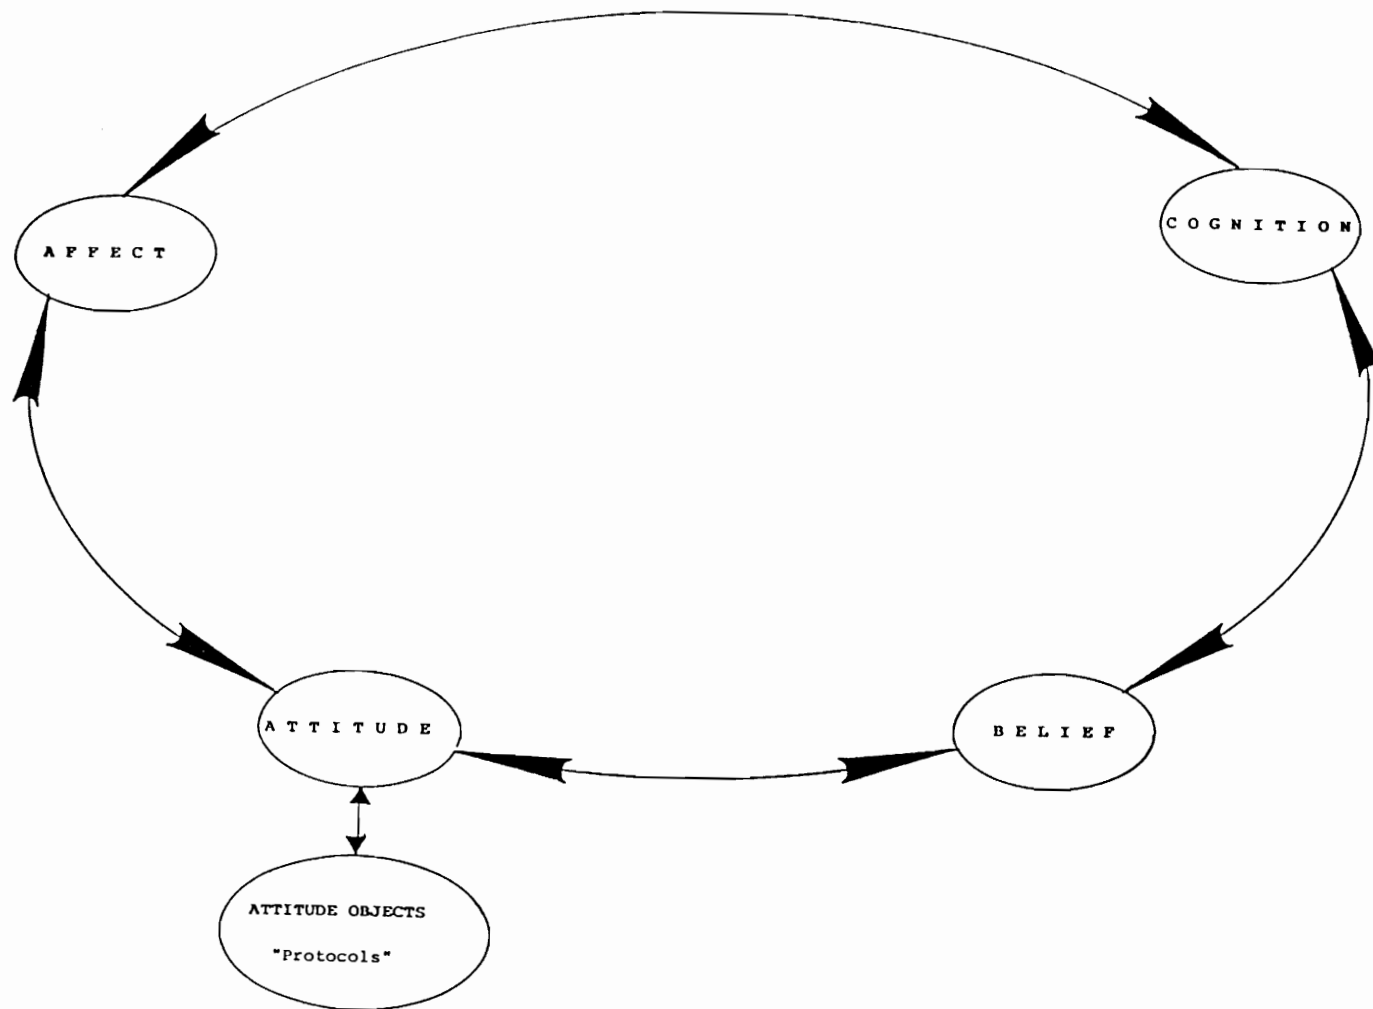 COGNITION
AFFECT
ATTITUDE
BELIEF
ATTITUDE OBJECTS
"Protocols"